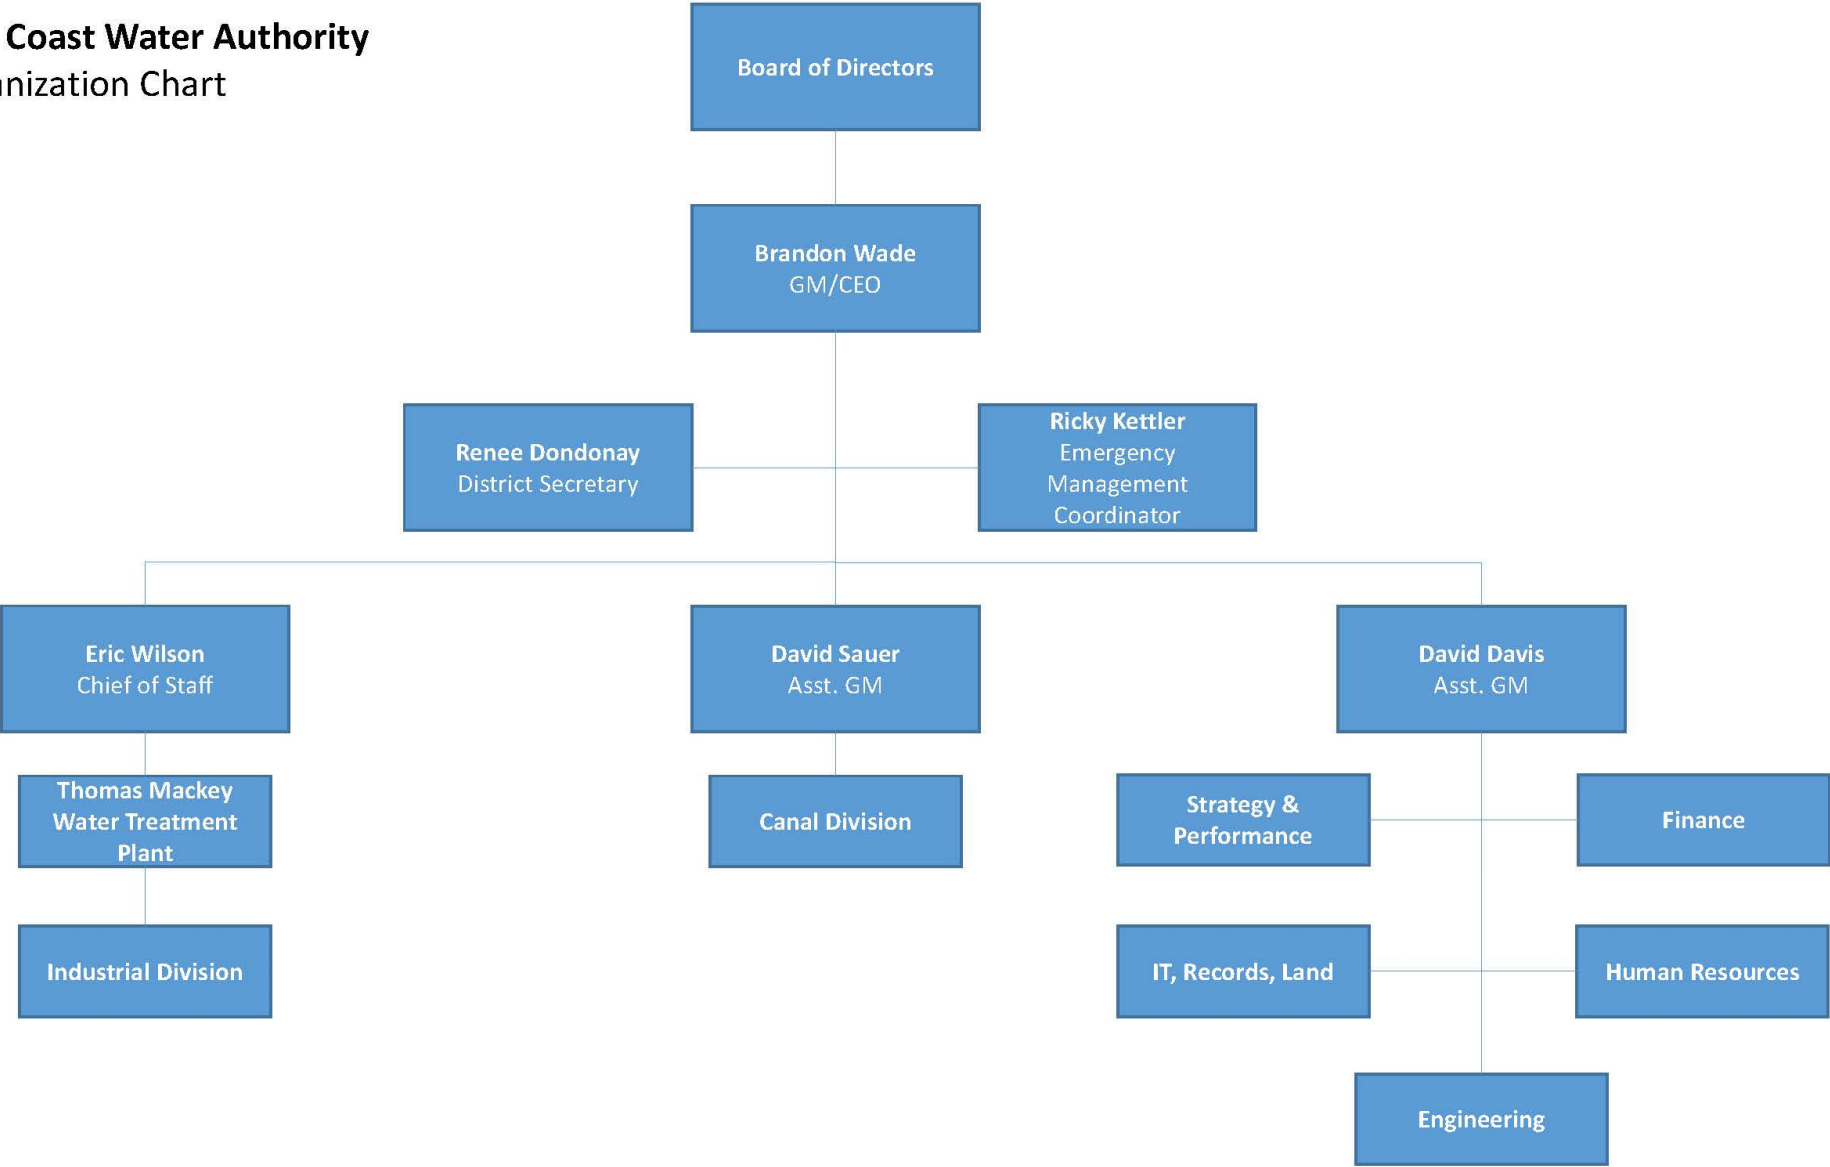 Coast Water Authority
nization Chart
Board of Directors
Brandon Wade
GM/CEO
Renee Dondonay
District Secretary
Ricky Kettler
Emergency
Management
Coordinator
Eric Wilson
Chief of Staff
David Sauer
Asst. GM
David Davis
Asst. GM
Thomas Mackey
Water Treatment
Plant
Canal Division
Strategy &
Performance
Finance
Industrial Division
IT, Records, Land
Human Resources
Engineering